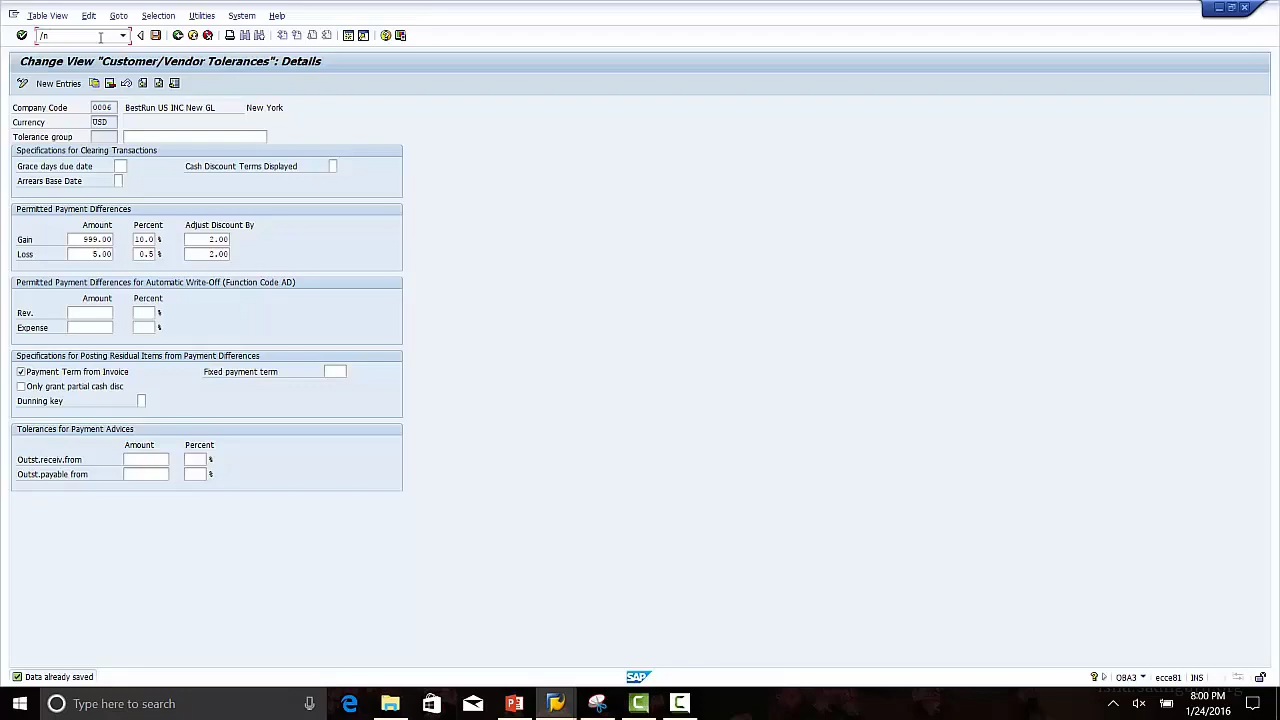 Table View Edit Goto Selection Utilities System Help
/n
Change View "Customer/Vendor Tolerances": Details
New Entries
Company Code 0006 BestRun US INC New GL New York
Currency USD
Tolerance group
Specifications for Clearing Transactions
Grace days due date Cash Discount Terms Displayed
Arrears Base Date
Permitted Payment Differences
Amount Percent Adjust Discount By
Gain 999.00 10.0 % 2.00
Loss 5.00 0.5 % 2.00
Permitted Payment Differences for Automatic Write-Off (Function Code AD)
Amount Percent
Rev. %
Expense %
Specifications for Posting Residual Items from Payment Differences
Payment Term from Invoice Fixed payment term
Only grant partial cash disc
Dunning key
Tolerances for Payment Advices
Amount Percent
Outst.receiv.from %
Outst.payable from %
Data already saved SAP OBA3 ecce81 INS
Type here to search 8:00 PM
1/24/2016